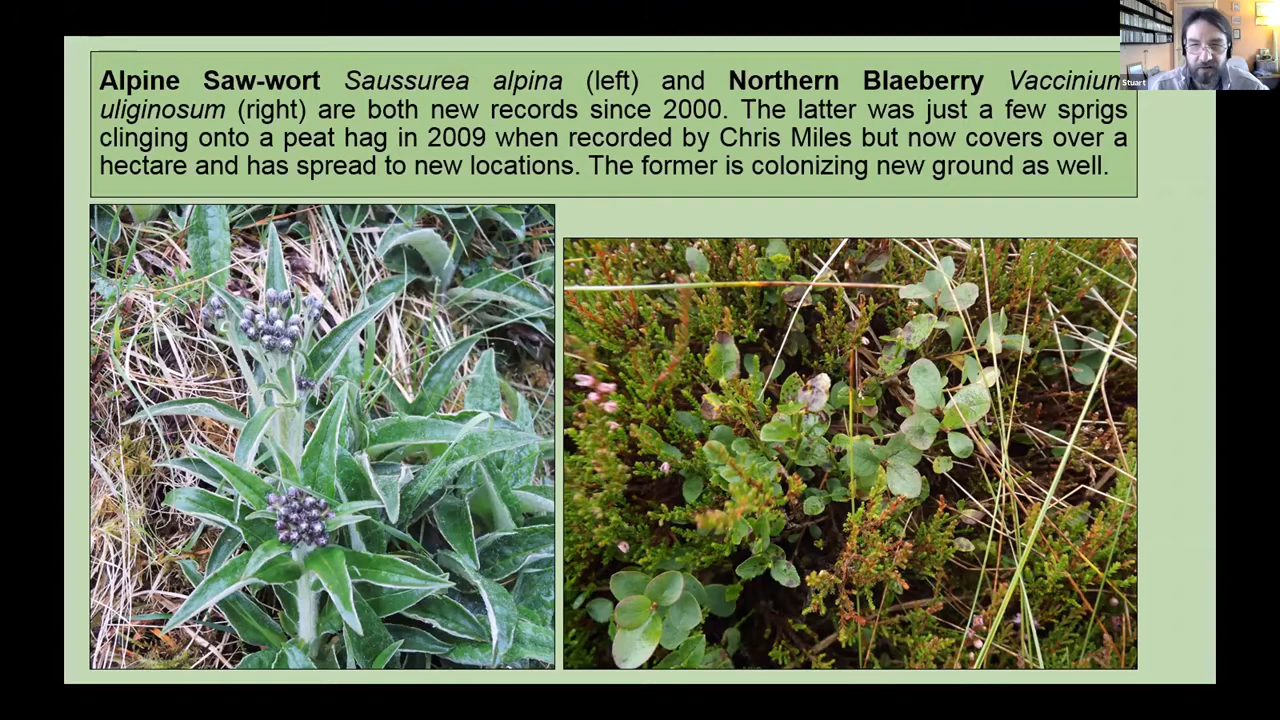 Alpine Saw-wort Saussurea alpina (left) and Northern Blaeberry Vaccinium
uliginosum (right) are both new records since 2000. The latter was just a few sprigs
clinging onto a peat hag in 2009 when recorded by Chris Miles but now covers over a
hectare and has spread to new locations. The former is colonizing new ground as well.
Stuart